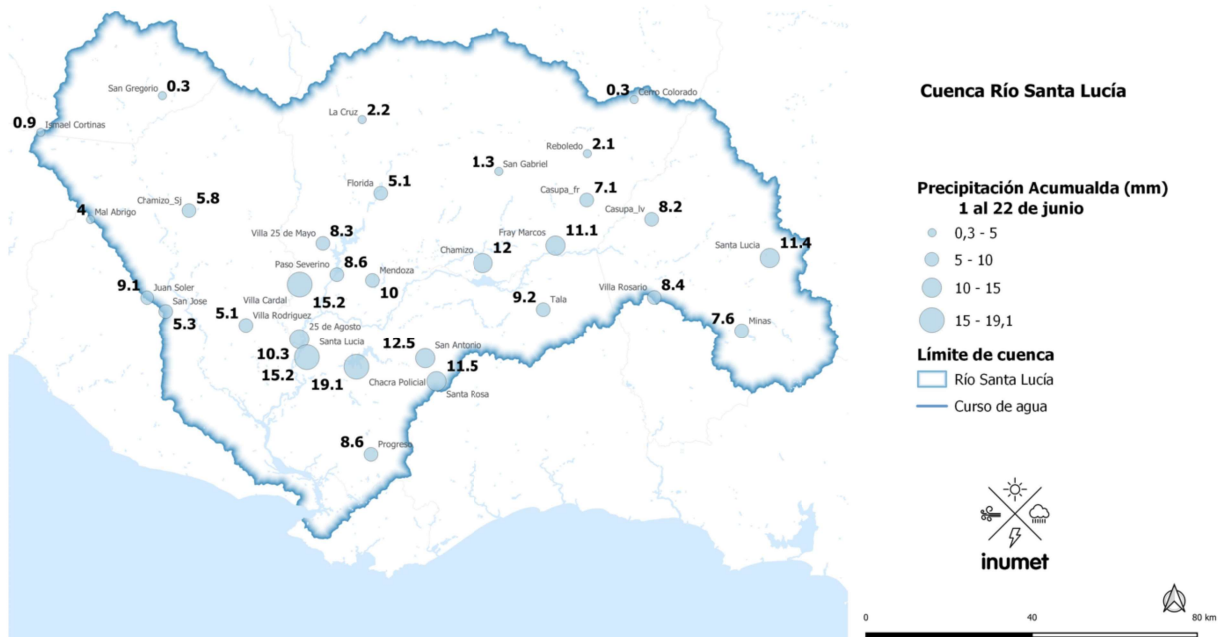 San Gregorio
0.3
0.9
Ismael Cortinas
La Cruz
2.2
0.3
Cerro Colorado
Reboledo
2.1
1.3
San Gabriel
Florida
5.1
Casupa_fr
7.1
Chamizo_Sj
5.8
4
Mal Abrigo
Casupa_lv
8.2
Villa 25 de Mayo
8.3
Fray Marcos
11.1
Chamizo
12
Santa Lucia
11.4
Paso Severino
8.6
Mendoza
10
Villa Cardal
15.2
9.1
Juan Soler
San Jose
5.3
9.2
Tala
Villa Rosario
8.4
5.1
Villa Rodriguez
7.6
Minas
25 de Agosto
10.3
Santa Lucia
15.2
12.5
San Antonio
19.1
Chacra Policial
11.5
Santa Rosa
8.6
Progreso
Cuenca Río Santa Lucía
Precipitación Acumualda (mm)
1 al 22 de junio
0,3 - 5
5 - 10
10 - 15
15 - 19,1
Límite de cuenca
Río Santa Lucía
Curso de agua
inumet
0 40 80 km